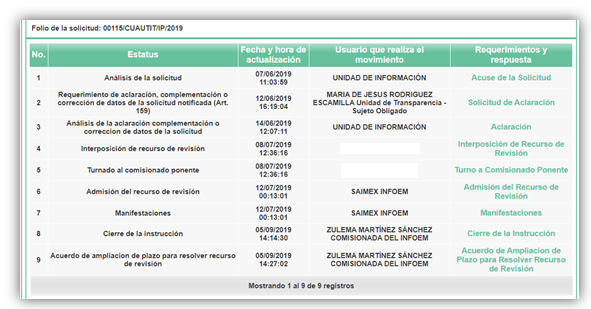 Folio de la solicitud: 00115/CUAUTIT/IP/2019
No. Estatus Fecha y hora de actualización Usuario que realiza el movimiento Requerimientos y respuesta
1 Análisis de la solicitud 07/06/2019 11:03:59 UNIDAD DE INFORMACIÓN Acuse de la Solicitud
2 Requerimiento de aclaración, complementación o corrección de datos de la solicitud notificada (Art. 159) 12/06/2019 16:19:04 MARIA DE JESUS RODRIGUEZ ESCAMILLA Unidad de Transparencia - Sujeto Obligado Solicitud de Aclaración
3 Análisis de la aclaración complementación o correccion de datos de la solicitud 14/06/2019 12:07:11 UNIDAD DE INFORMACIÓN Aclaración
4 Interposición de Recurso de revisión 08/07/2019 12:36:16 Interposición de Recurso de Revisión
5 Turnado al comisionado ponente 08/07/2019 12:36:16 Turno a Comisionado Ponente
6 Admisión del recurso de revisión 12/07/2019 00:13:01 SAIMEX INFOEM Admisión del Recurso de Revisión
7 Manifestaciones 12/07/2019 00:13:01 SAIMEX INFOEM Manifestaciones
8 Cierre de la instrucción 05/09/2019 14:14:30 ZULEMA MARTÍNEZ SÁNCHEZ COMISIONADA DEL INFOEM Cierre de la instrucción
9 Acuerdo de ampliacion de plazo para resolver recurso de revisión 05/09/2019 14:27:02 ZULEMA MARTÍNEZ SÁNCHEZ COMISIONADA DEL INFOEM Acuerdo de Ampliacion de Plazo para Resolver Recurso de Revisión
Mostrando 1 al 9 de 9 registros